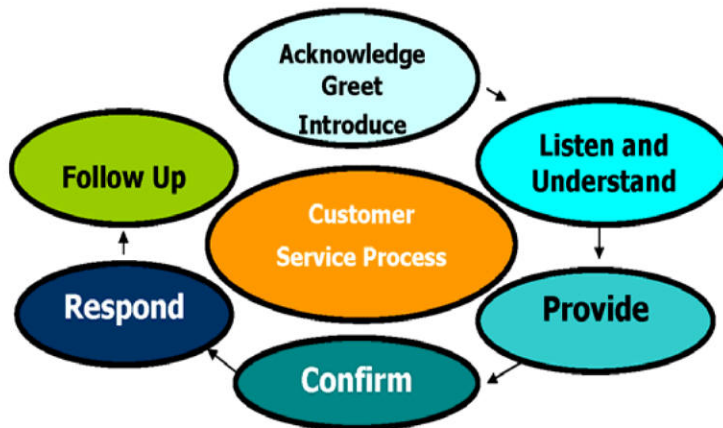 Acknowledge
Greet
Introduce
Listen and
Understand
Provide
Confirm
Respond
Follow Up
Customer
Service Process